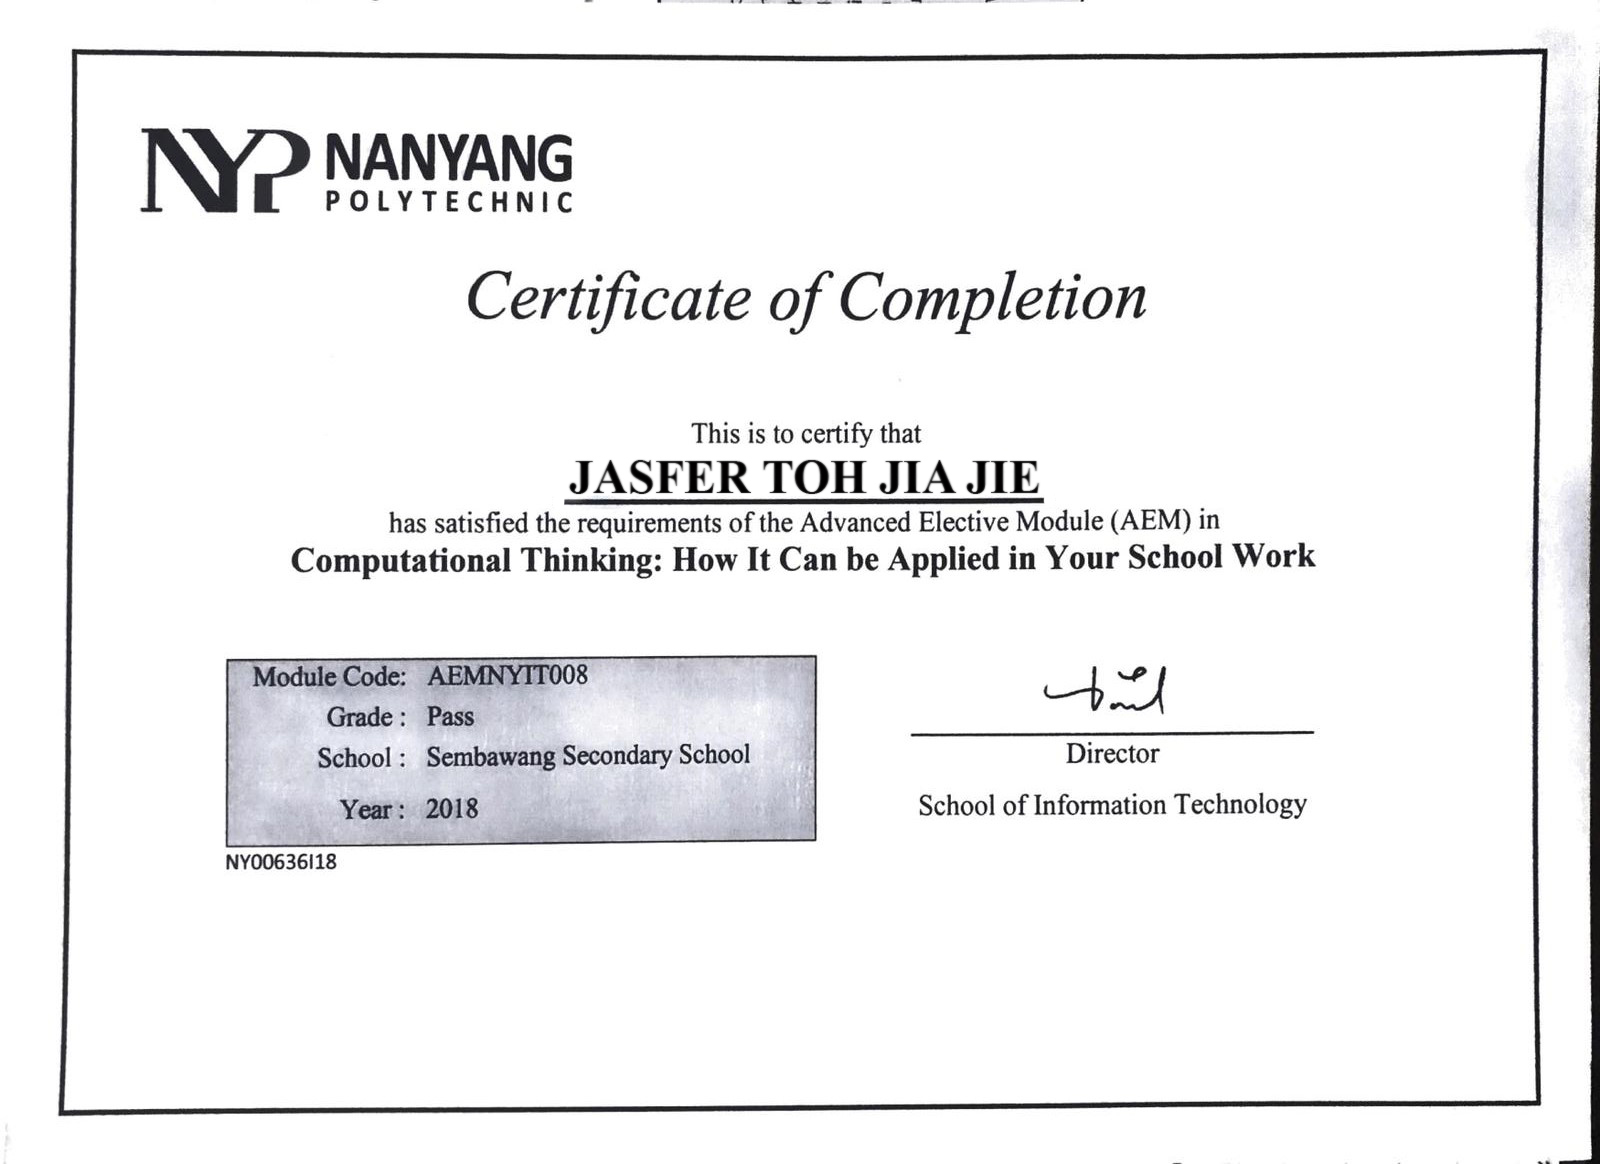 NYP NANYANG
POLYTECHNIC
Certificate of Completion
This is to certify that
JASFER TOH JIA JIE
has satisfied the requirements of the Advanced Elective Module (AEM) in
Computational Thinking: How It Can be Applied in Your School Work
Module Code: AEMNYIT008
Grade : Pass
School : Sembawang Secondary School
Year : 2018
NY00636I18
Director
School of Information Technology